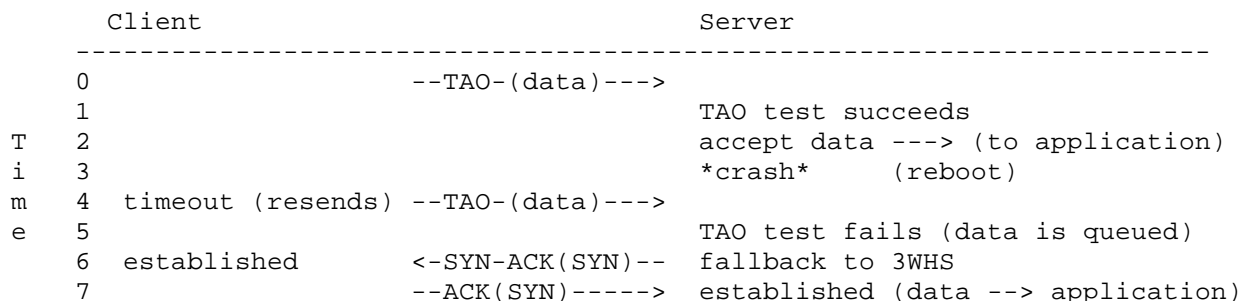 Client Server
-----------------------------------------------------------------------
0 --TAO-(data)--->
1 TAO test succeeds
T 2 accept data ---> (to application)
i 3 *crash* (reboot)
m 4 timeout (resends) --TAO-(data)--->
e 5 TAO test fails (data is queued)
6 established <-SYN-ACK(SYN)-- fallback to 3WHS
7 --ACK(SYN)-----> established (data --> application)